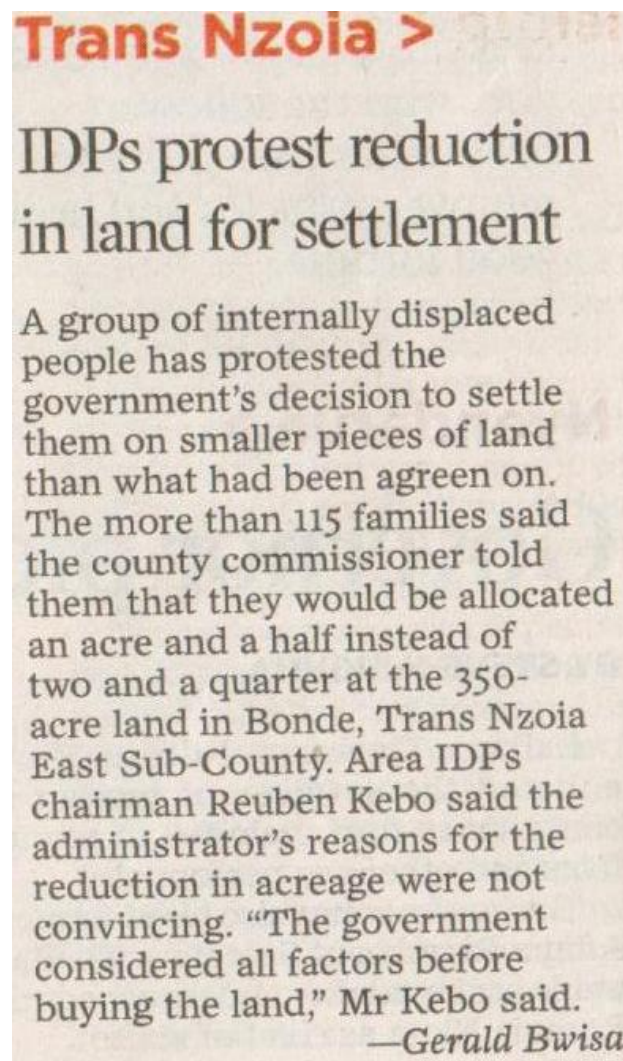 Trans Nzoia >
IDPs protest reduction
in land for settlement
A group of internally displaced
people has protested the
government's decision to settle
them on smaller pieces of land
than what had been agreen on.
The more than 115 families said
the county commissioner told
them that they would be allocated
an acre and a half instead of
two and a quarter at the 350-
acre land in Bonde, Trans Nzoia
East Sub-County. Area IDPs
chairman Reuben Kebo said the
administrator's reasons for the
reduction in acreage were not
convincing. “The government
considered all factors before
buying the land,” Mr Kebo said.
—Gerald Bwisa